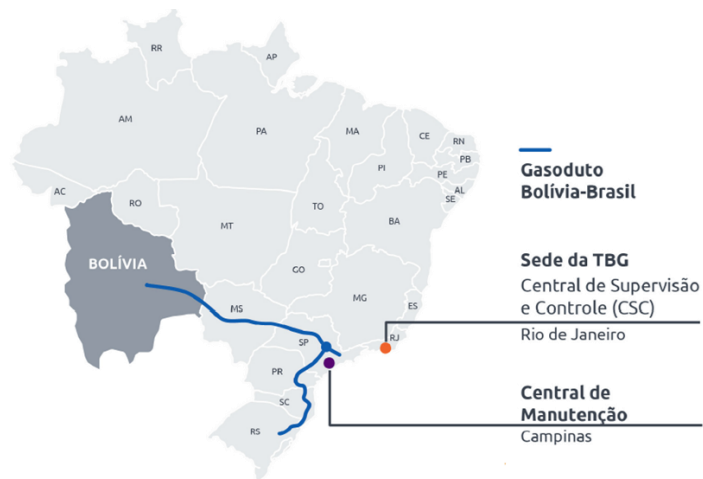 RR
AP
AM
PA
MA
CE
RN
PB
PI
PE
AL
SE
AC
RO
TO
BA
MT
BOLÍVIA
GO
MG
ES
MS
SP
RJ
PR
SC
RS
Gasoduto
Bolívia-Brasil
Sede da TBG
Central de Supervisão
e Controle (CSC)
Rio de Janeiro
Central de
Manutenção
Campinas